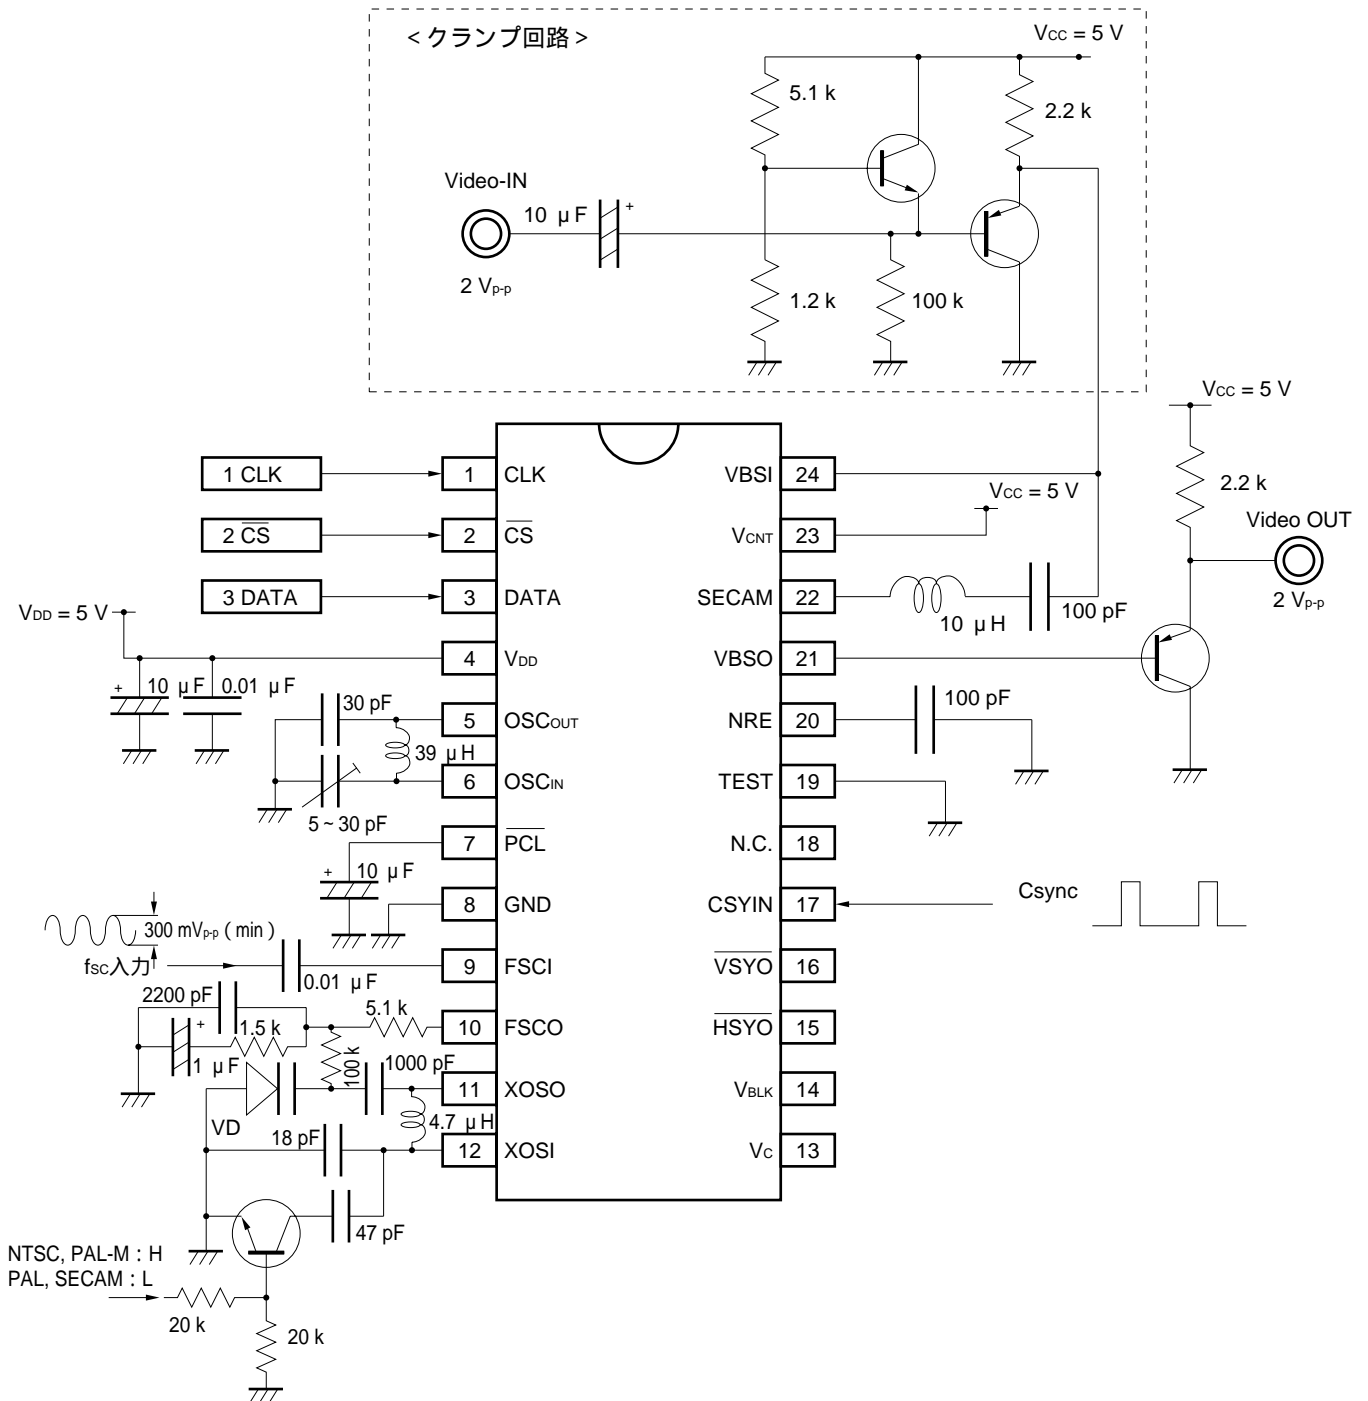 ＜クランプ回路＞
VCC = 5 V
5.1 k
2.2 k
Video-IN
10 μF
+
2 Vp-p
1.2 k
100 k
VCC = 5 V
2.2 k
Video OUT
2 Vp-p
1 CLK
1
CLK
VBSI
24
2 C̅S̅
2
C̅S̅
VCNT
23
VCC = 5 V
3 DATA
3
DATA
SECAM
22
10 μH
100 pF
VDD = 5 V
4
VDD
VBSO
21
+
10 μF
0.01 μF
30 pF
5
OSCOUT
NRE
20
100 pF
39 μH
6
OSCIN
TEST
19
5 ~ 30 pF
7
P̅C̅L̅
N.C.
18
+
10 μF
8
GND
CSYIN
17
Csync
300 mVp-p ( min )
fSC入力
0.01 μF
9
FSCI
V̅S̅Y̅O̅
16
2200 pF
5.1 k
10
FSCO
H̅S̅Y̅O̅
15
+
1.5 k
1 μF
100 k
1000 pF
11
XOSO
VBLK
14
VD
4.7 μH
18 pF
12
XOSI
VC
13
47 pF
NTSC, PAL-M : H
PAL, SECAM : L
20 k
20 k